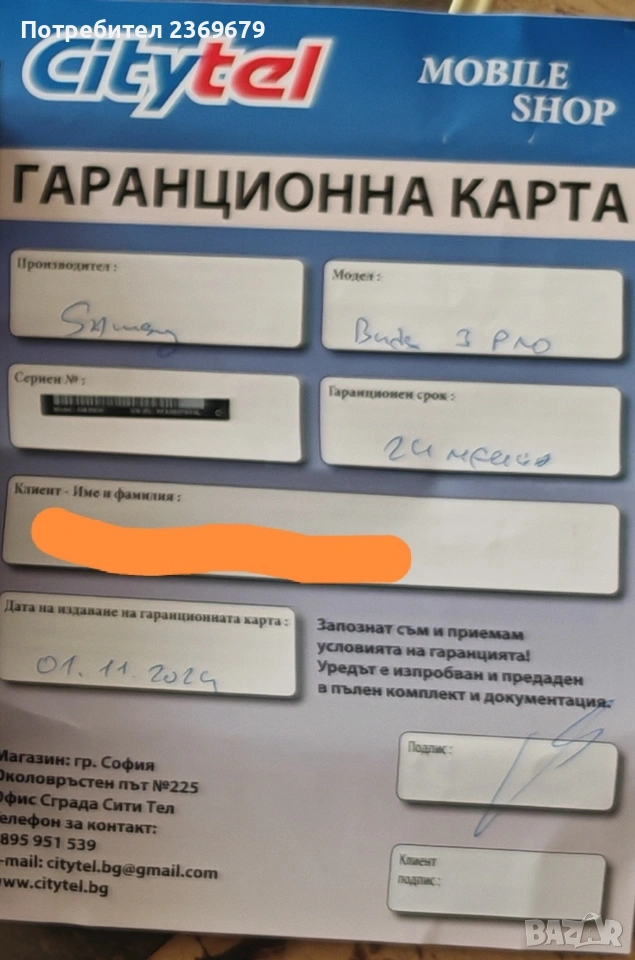 Потребител 2369679
Citytel
MOBILE
SHOP
ГАРАНЦИОННА КАРТА
Производител :
Samsung
Модел :
Buds 3 PRO
Сериен № :
Гаранционен срок :
24 месеца
Клиент - Име и фамилия :
Дата на издаване на гаранционната карта :
01.11.2024
Запознат съм и приемам
условията на гаранцията!
Уредът е изпробван и предаден
в пълен комплект и документация.
Подпис :
Магазин: гр. София
Околовръстен път №225
Офис Сграда Сити Тел
Телефон за контакт:
895 951 539
-mail: citytel.bg@gmail.com
www.citytel.bg
Клиент
подпис :
BAZAR